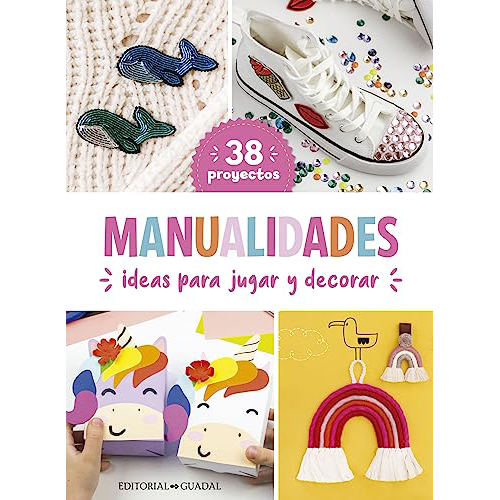 38
proyectos
MANUALIDADES
ideas para jugar y decorar
EDITORIAL GUADAL